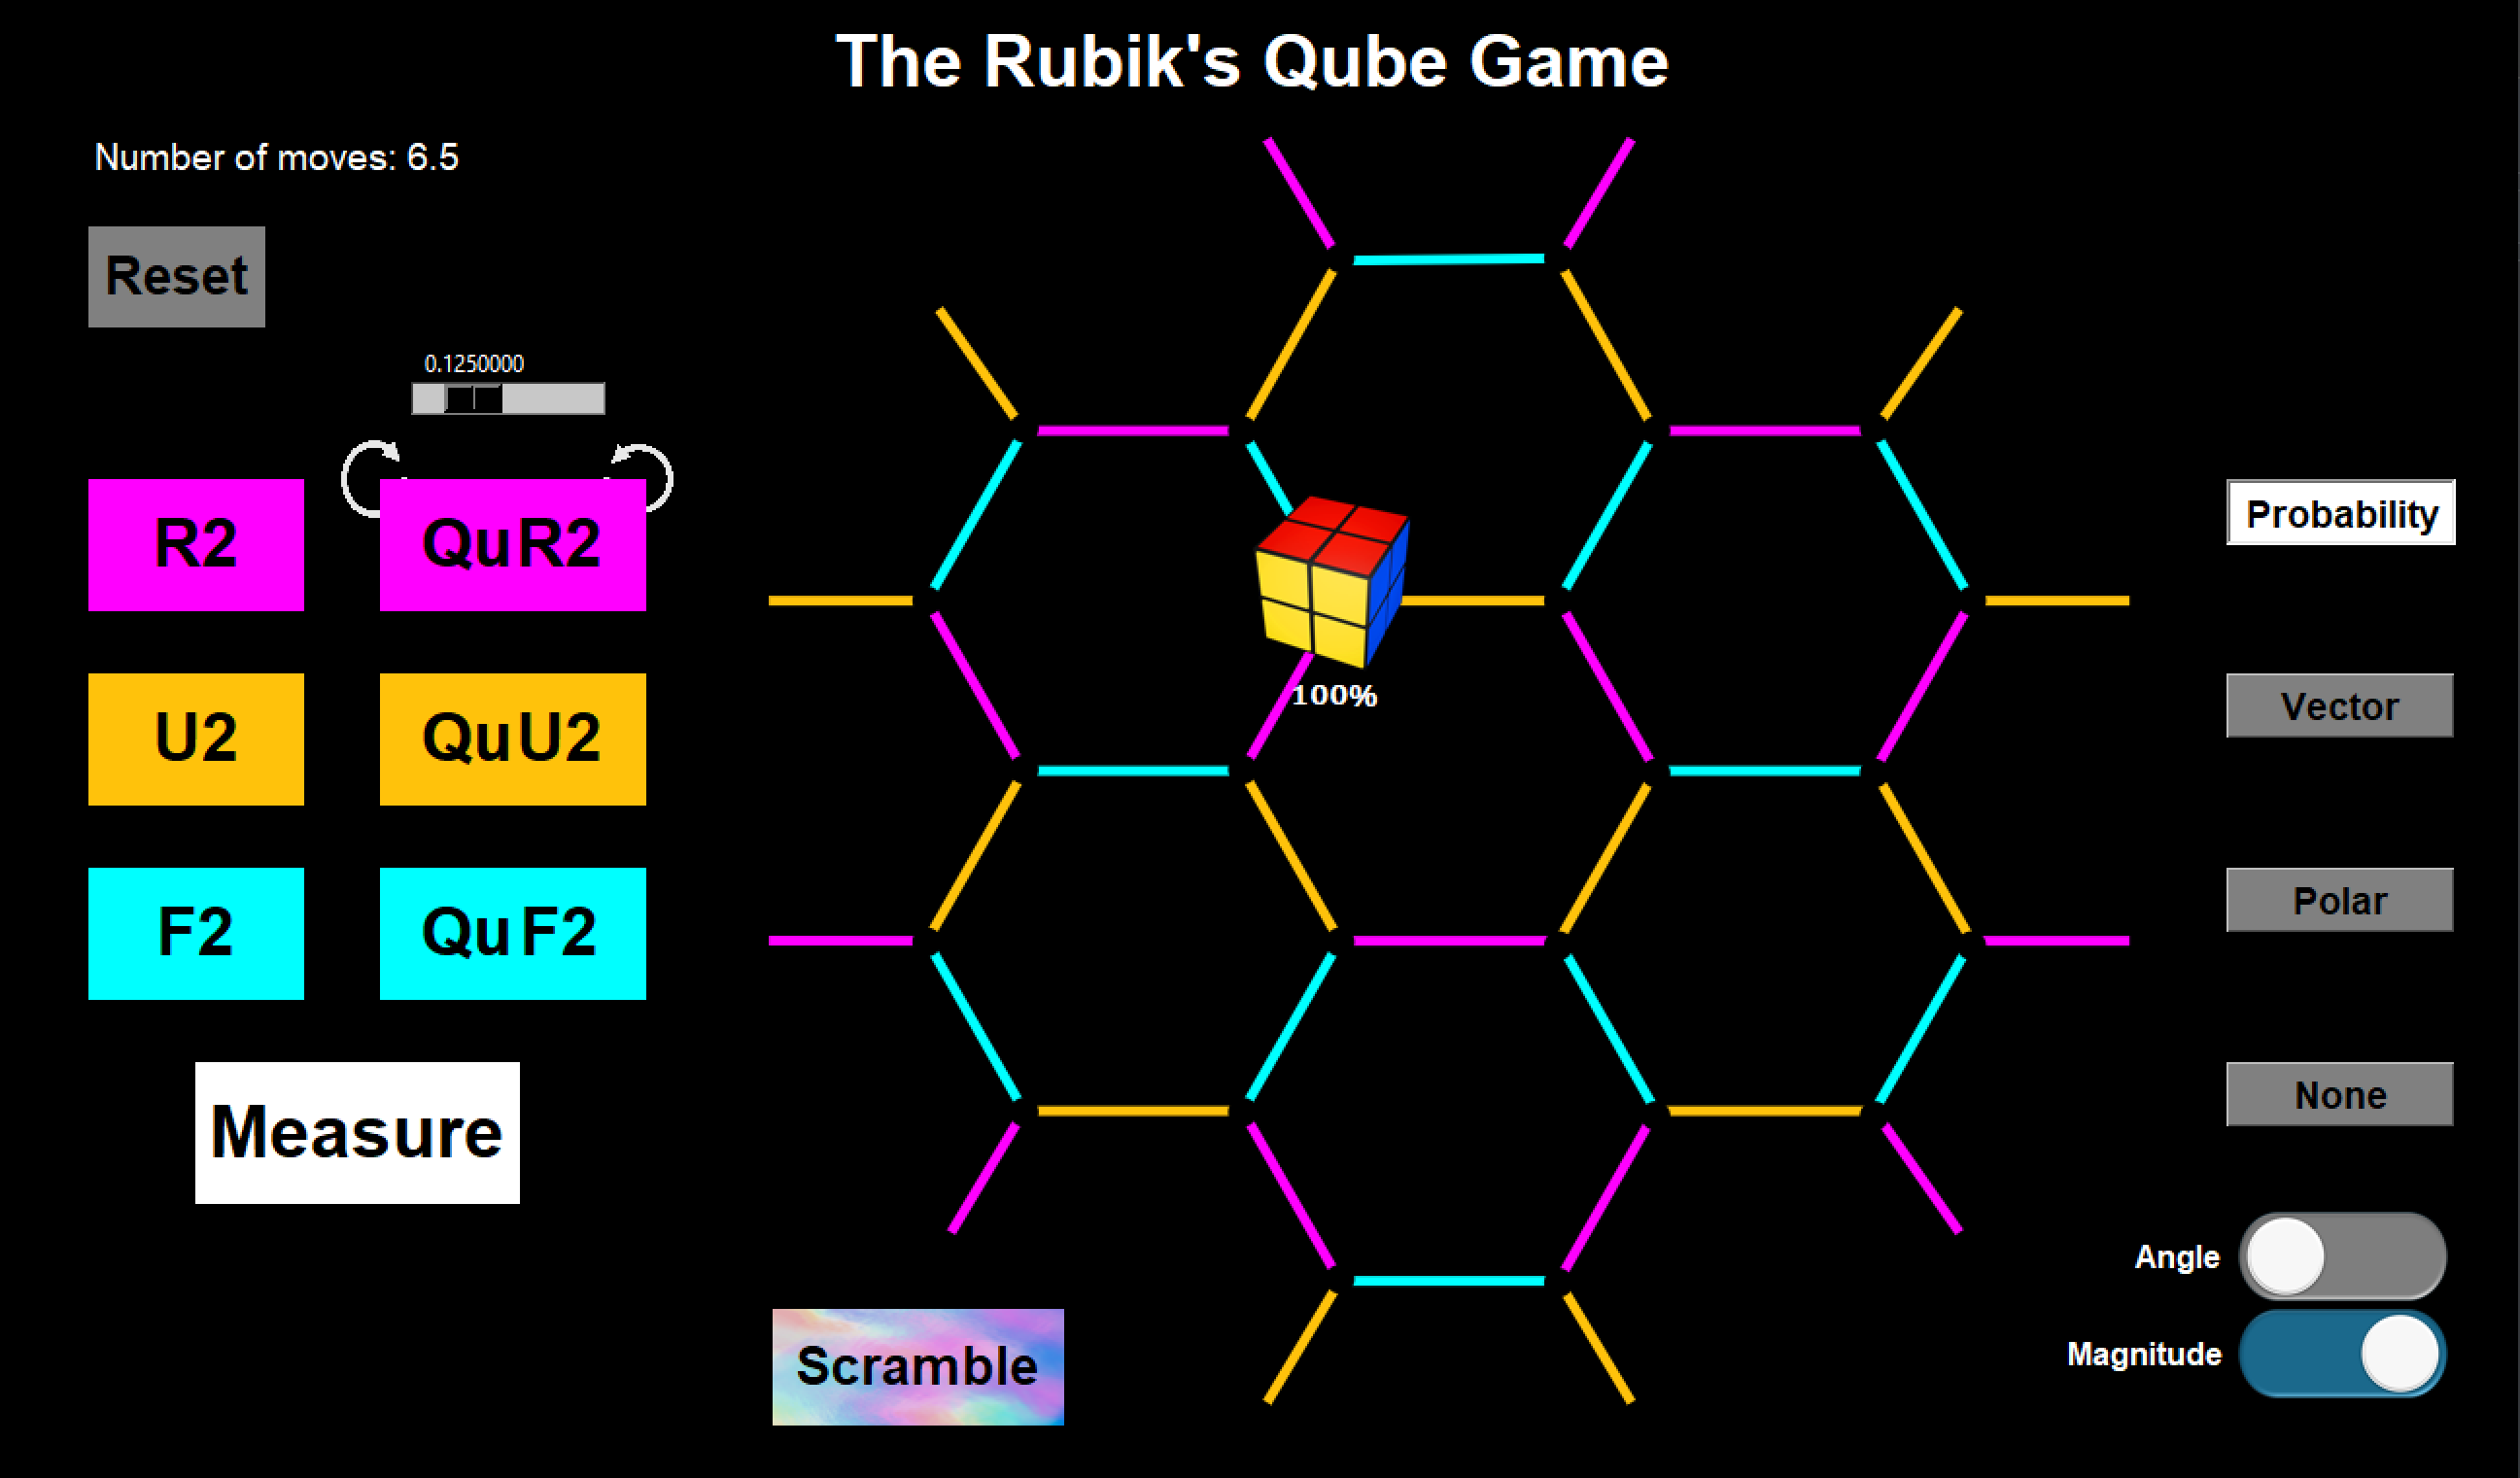 The Rubik's Qube Game
Number of moves: 6.5
Reset
0.1250000
R2
QuR2
U2
QuU2
F2
QuF2
Measure
100%
Scramble
Probability
Vector
Polar
None
Angle
Magnitude